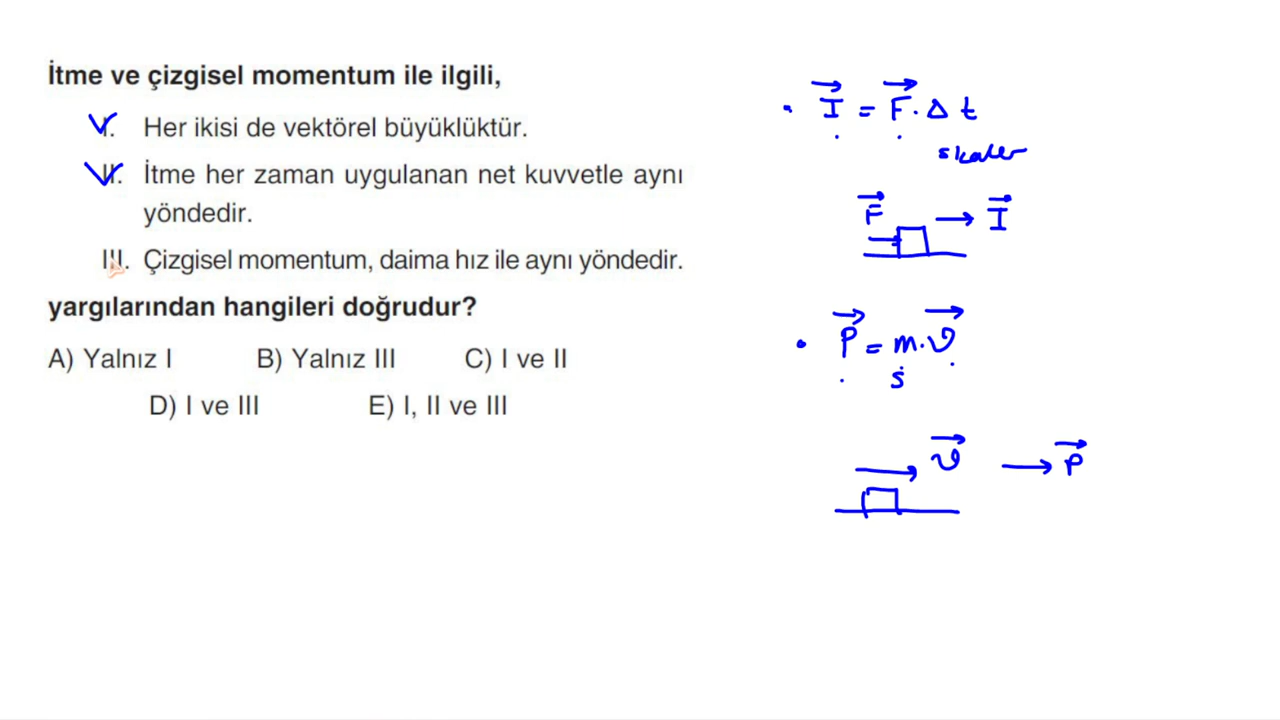 İtme ve çizgisel momentum ile ilgili,
I. Her ikisi de vektörel büyüklüktür.
II. İtme her zaman uygulanan net kuvvetle aynı
yöndedir.
III. Çizgisel momentum, daima hız ile aynı yöndedir.
yargılarından hangileri doğrudur?
A) Yalnız I B) Yalnız III C) I ve II
D) I ve III E) I, II ve III
I = F . Δ t
skaler
F I
P = m . v
s
v P